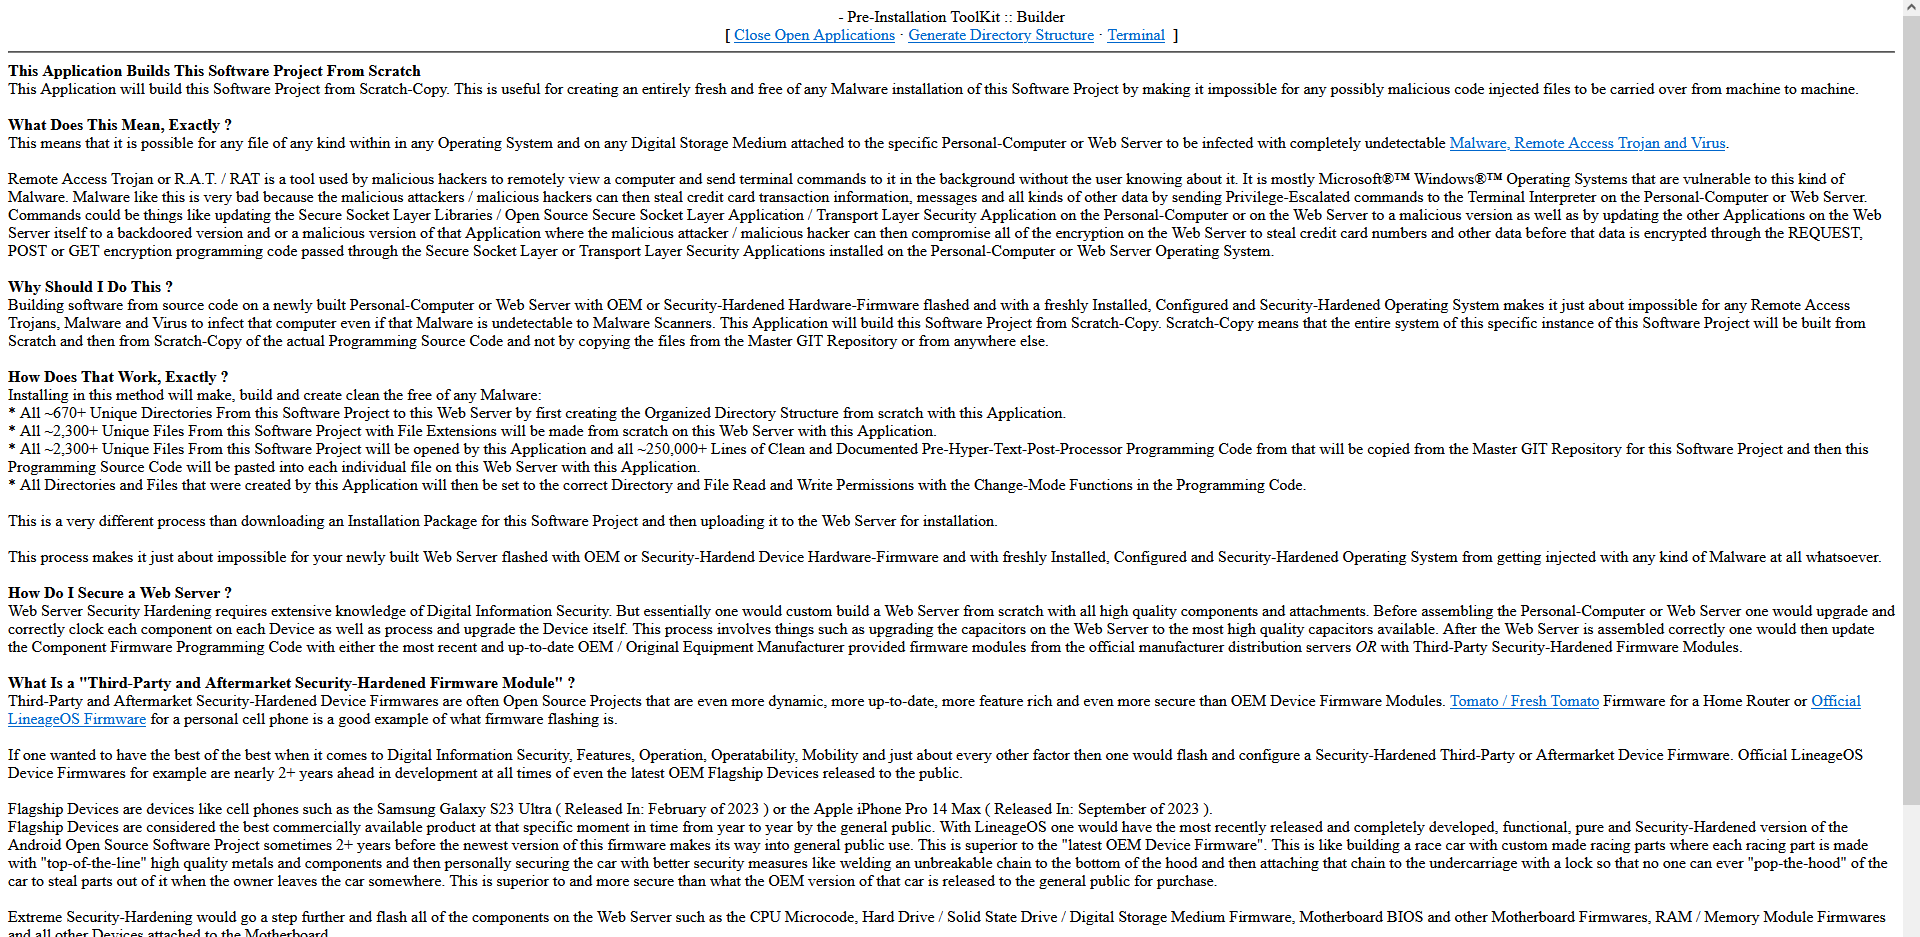 - Pre-Installation ToolKit :: Builder
[ Close Open Applications · Generate Directory Structure · Terminal ]
This Application Builds This Software Project From Scratch
This Application will build this Software Project from Scratch-Copy. This is useful for creating an entirely fresh and free of any Malware installation of this Software Project by making it impossible for any possibly malicious code injected files to be carried over from machine to machine.
What Does This Mean, Exactly ?
This means that it is possible for any file of any kind within in any Operating System and on any Digital Storage Medium attached to the specific Personal-Computer or Web Server to be infected with completely undetectable Malware, Remote Access Trojan and Virus.
Remote Access Trojan or R.A.T. / RAT is a tool used by malicious hackers to remotely view a computer and send terminal commands to it in the background without the user knowing about it. It is mostly Microsoft®™ Windows®™ Operating Systems that are vulnerable to this kind of
Malware. Malware like this is very bad because the malicious attackers / malicious hackers can then steal credit card transaction information, messages and all kinds of other data by sending Privilege-Escalated commands to the Terminal Interpreter on the Personal-Computer or Web Server.
Commands could be things like updating the Secure Socket Layer Libraries / Open Source Secure Socket Layer Application / Transport Layer Security Application on the Personal-Computer or on the Web Server to a malicious version as well as by updating the other Applications on the Web
Server itself to a backdoored version and or a malicious version of that Application where the malicious attacker / malicious hacker can then compromise all of the encryption on the Web Server to steal credit card numbers and other data before that data is encrypted through the REQUEST,
POST or GET encryption programming code passed through the Secure Socket Layer or Transport Layer Security Applications installed on the Personal-Computer or Web Server Operating System.
Why Should I Do This ?
Building software from source code on a newly built Personal-Computer or Web Server with OEM or Security-Hardened Hardware-Firmware flashed and with a freshly Installed, Configured and Security-Hardened Operating System makes it just about impossible for any Remote Access
Trojans, Malware and Virus to infect that computer even if that Malware is undetectable to Malware Scanners. This Application will build this Software Project from Scratch-Copy. Scratch-Copy means that the entire system of this specific instance of this Software Project will be built from
Scratch and then from Scratch-Copy of the actual Programming Source Code and not by copying the files from the Master GIT Repository or from anywhere else.
How Does That Work, Exactly ?
Installing in this method will make, build and create clean the free of any Malware:
* All ~670+ Unique Directories From this Software Project to this Web Server by first creating the Organized Directory Structure from scratch with this Application.
* All ~2,300+ Unique Files From this Software Project with File Extensions will be made from scratch on this Web Server with this Application.
* All ~2,300+ Unique Files From this Software Project will be opened by this Application and all ~250,000+ Lines of Clean and Documented Pre-Hyper-Text-Post-Processor Programming Code from that will be copied from the Master GIT Repository for this Software Project and then this
Programming Source Code will be pasted into each individual file on this Web Server with this Application.
* All Directories and Files that were created by this Application will then be set to the correct Directory and File Read and Write Permissions with the Change-Mode Functions in the Programming Code.
This is a very different process than downloading an Installation Package for this Software Project and then uploading it to the Web Server for installation.
This process makes it just about impossible for your newly built Web Server flashed with OEM or Security-Hardend Device Hardware-Firmware and with freshly Installed, Configured and Security-Hardened Operating System from getting injected with any kind of Malware at all whatsoever.
How Do I Secure a Web Server ?
Web Server Security Hardening requires extensive knowledge of Digital Information Security. But essentially one would custom build a Web Server from scratch with all high quality components and attachments. Before assembling the Personal-Computer or Web Server one would upgrade and
correctly clock each component on each Device as well as process and upgrade the Device itself. This process involves things such as upgrading the capacitors on the Web Server to the most high quality capacitors available. After the Web Server is assembled correctly one would then update
the Component Firmware Programming Code with either the most recent and up-to-date OEM / Original Equipment Manufacturer provided firmware modules from the official manufacturer distribution servers OR with Third-Party Security-Hardened Firmware Modules.
What Is a "Third-Party and Aftermarket Security-Hardened Firmware Module" ?
Third-Party and Aftermarket Security-Hardened Device Firmwares are often Open Source Projects that are even more dynamic, more up-to-date, more feature rich and even more secure than OEM Device Firmware Modules. Tomato / Fresh Tomato Firmware for a Home Router or Official
LineageOS Firmware for a personal cell phone is a good example of what firmware flashing is.
If one wanted to have the best of the best when it comes to Digital Information Security, Features, Operation, Operatability, Mobility and just about every other factor then one would flash and configure a Security-Hardened Third-Party or Aftermarket Device Firmware. Official LineageOS
Device Firmwares for example are nearly 2+ years ahead in development at all times of even the latest OEM Flagship Devices released to the public.
Flagship Devices are devices like cell phones such as the Samsung Galaxy S23 Ultra ( Released In: February of 2023 ) or the Apple iPhone Pro 14 Max ( Released In: September of 2023 ).
Flagship Devices are considered the best commercially available product at that specific moment in time from year to year by the general public. With LineageOS one would have the most recently released and completely developed, functional, pure and Security-Hardened version of the
Android Open Source Software Project sometimes 2+ years before the newest version of this firmware makes its way into general public use. This is superior to the "latest OEM Device Firmware". This is like building a race car with custom made racing parts where each racing part is made
with "top-of-the-line" high quality metals and components and then personally securing the car with better security measures like welding an unbreakable chain to the bottom of the hood and then attaching that chain to the undercarriage with a lock so that no one can ever "pop-the-hood" of the
car to steal parts out of it when the owner leaves the car somewhere. This is superior to and more secure than what the OEM version of that car is released to the general public for purchase.
Extreme Security-Hardening would go a step further and flash all of the components on the Web Server such as the CPU Microcode, Hard Drive / Solid State Drive / Digital Storage Medium Firmware, Motherboard BIOS and other Motherboard Firmwares, RAM / Memory Module Firmwares
and all other Devices attached to the Motherboard.